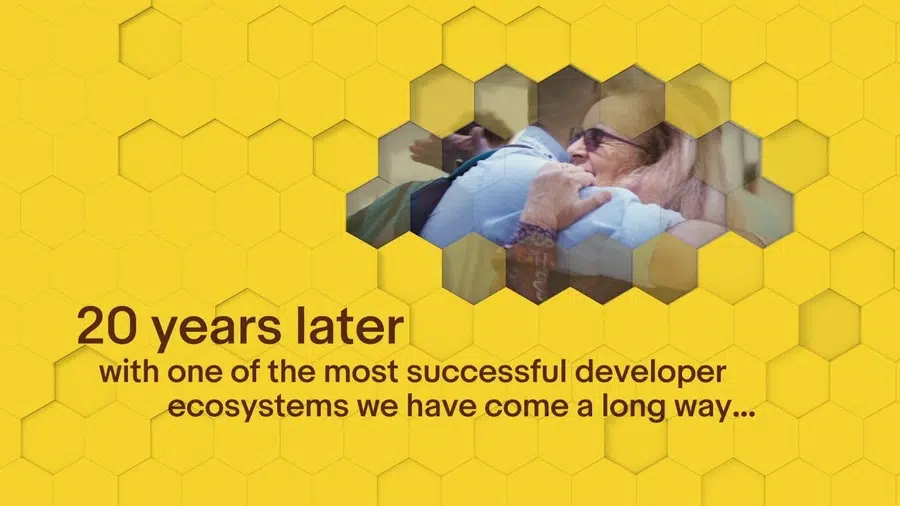 20 years later
with one of the most successful developer
ecosystems we have come a long way...